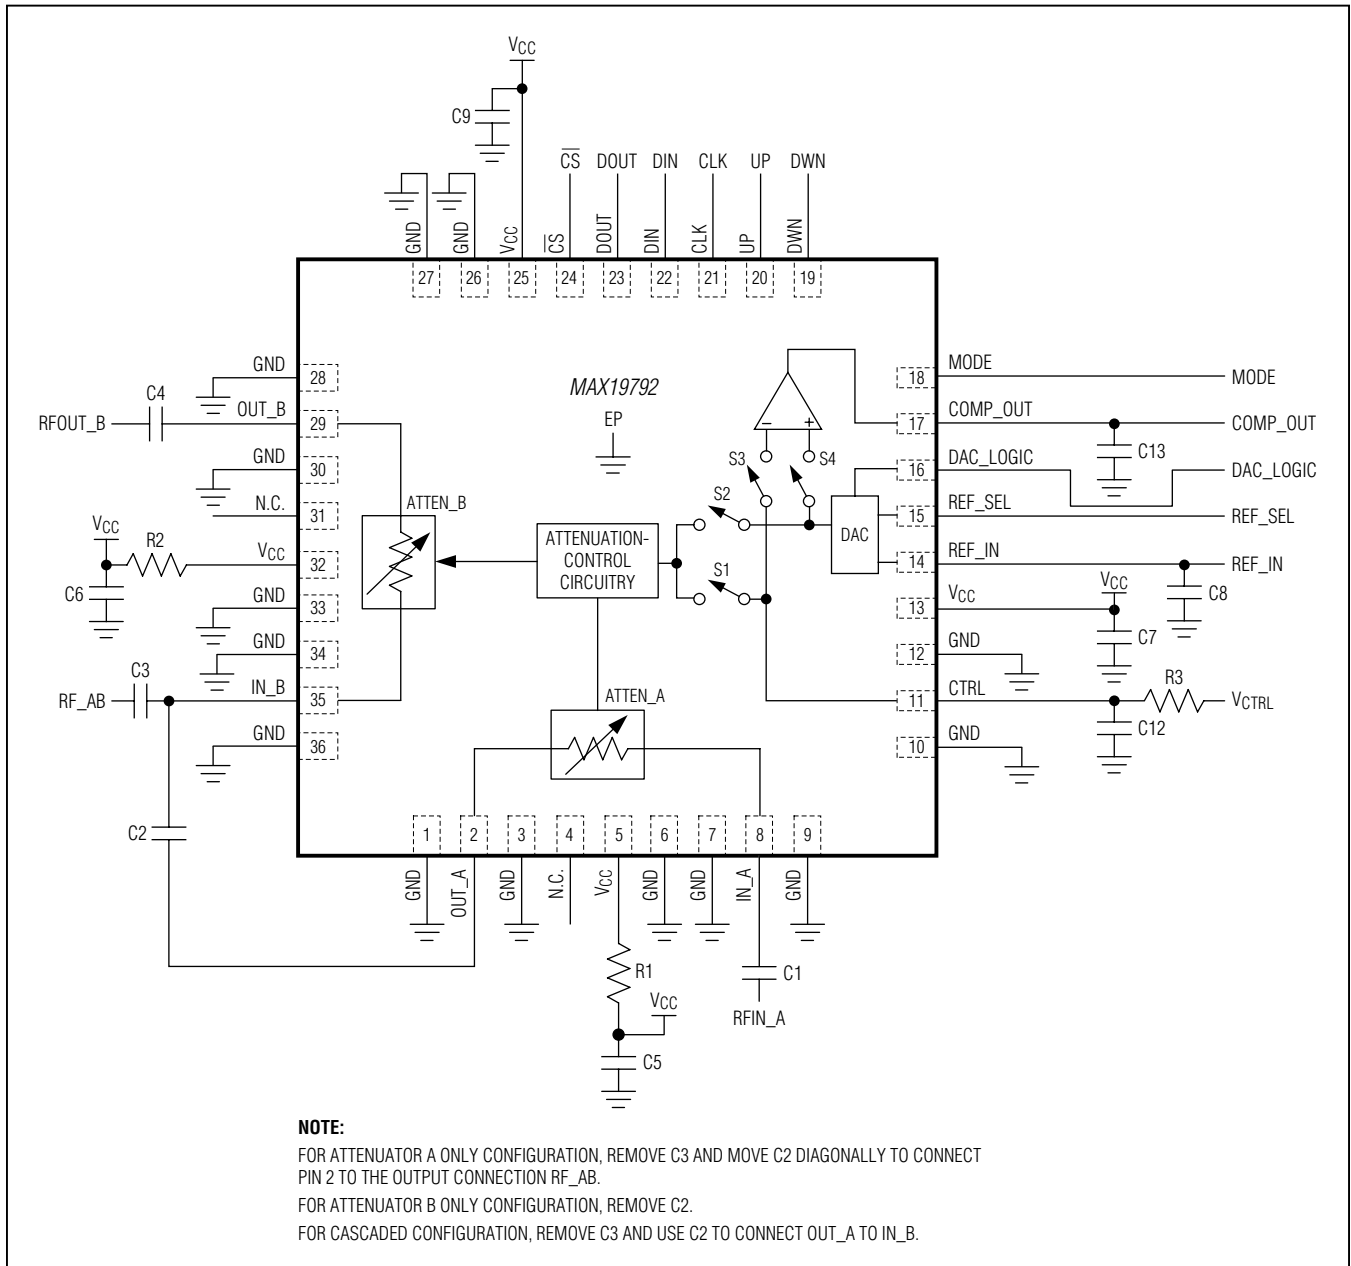 VCC
C9
CS DOUT DIN CLK UP DWN
GND GND VCC CS DOUT DIN CLK UP DWN
27 26 25 24 23 22 21 20 19
MAX19792
EP
GND
28
C4
RFOUT_B
OUT_B
29
GND
30
N.C.
31
ATTEN_B
VCC
R2
VCC
32
C6
GND
33
GND
34
C3
RF_AB
IN_B
35
GND
36
C2
ATTENUATION-
CONTROL
CIRCUITRY
ATTEN_A
S1
S2
S3
S4
− +
DAC
18
MODE
MODE
17
COMP_OUT
COMP_OUT
C13
16
DAC_LOGIC
DAC_LOGIC
15
REF_SEL
REF_SEL
14
REF_IN
REF_IN
C8
13
VCC
VCC
C7
12
GND
11
CTRL
R3
VCTRL
C12
10
GND
1 2 3 4 5 6 7 8 9
GND OUT_A GND N.C. VCC GND GND IN_A GND
R1
VCC
C5
C1
RFIN_A
NOTE:
FOR ATTENUATOR A ONLY CONFIGURATION, REMOVE C3 AND MOVE C2 DIAGONALLY TO CONNECT
PIN 2 TO THE OUTPUT CONNECTION RF_AB.
FOR ATTENUATOR B ONLY CONFIGURATION, REMOVE C2.
FOR CASCADED CONFIGURATION, REMOVE C3 AND USE C2 TO CONNECT OUT_A TO IN_B.